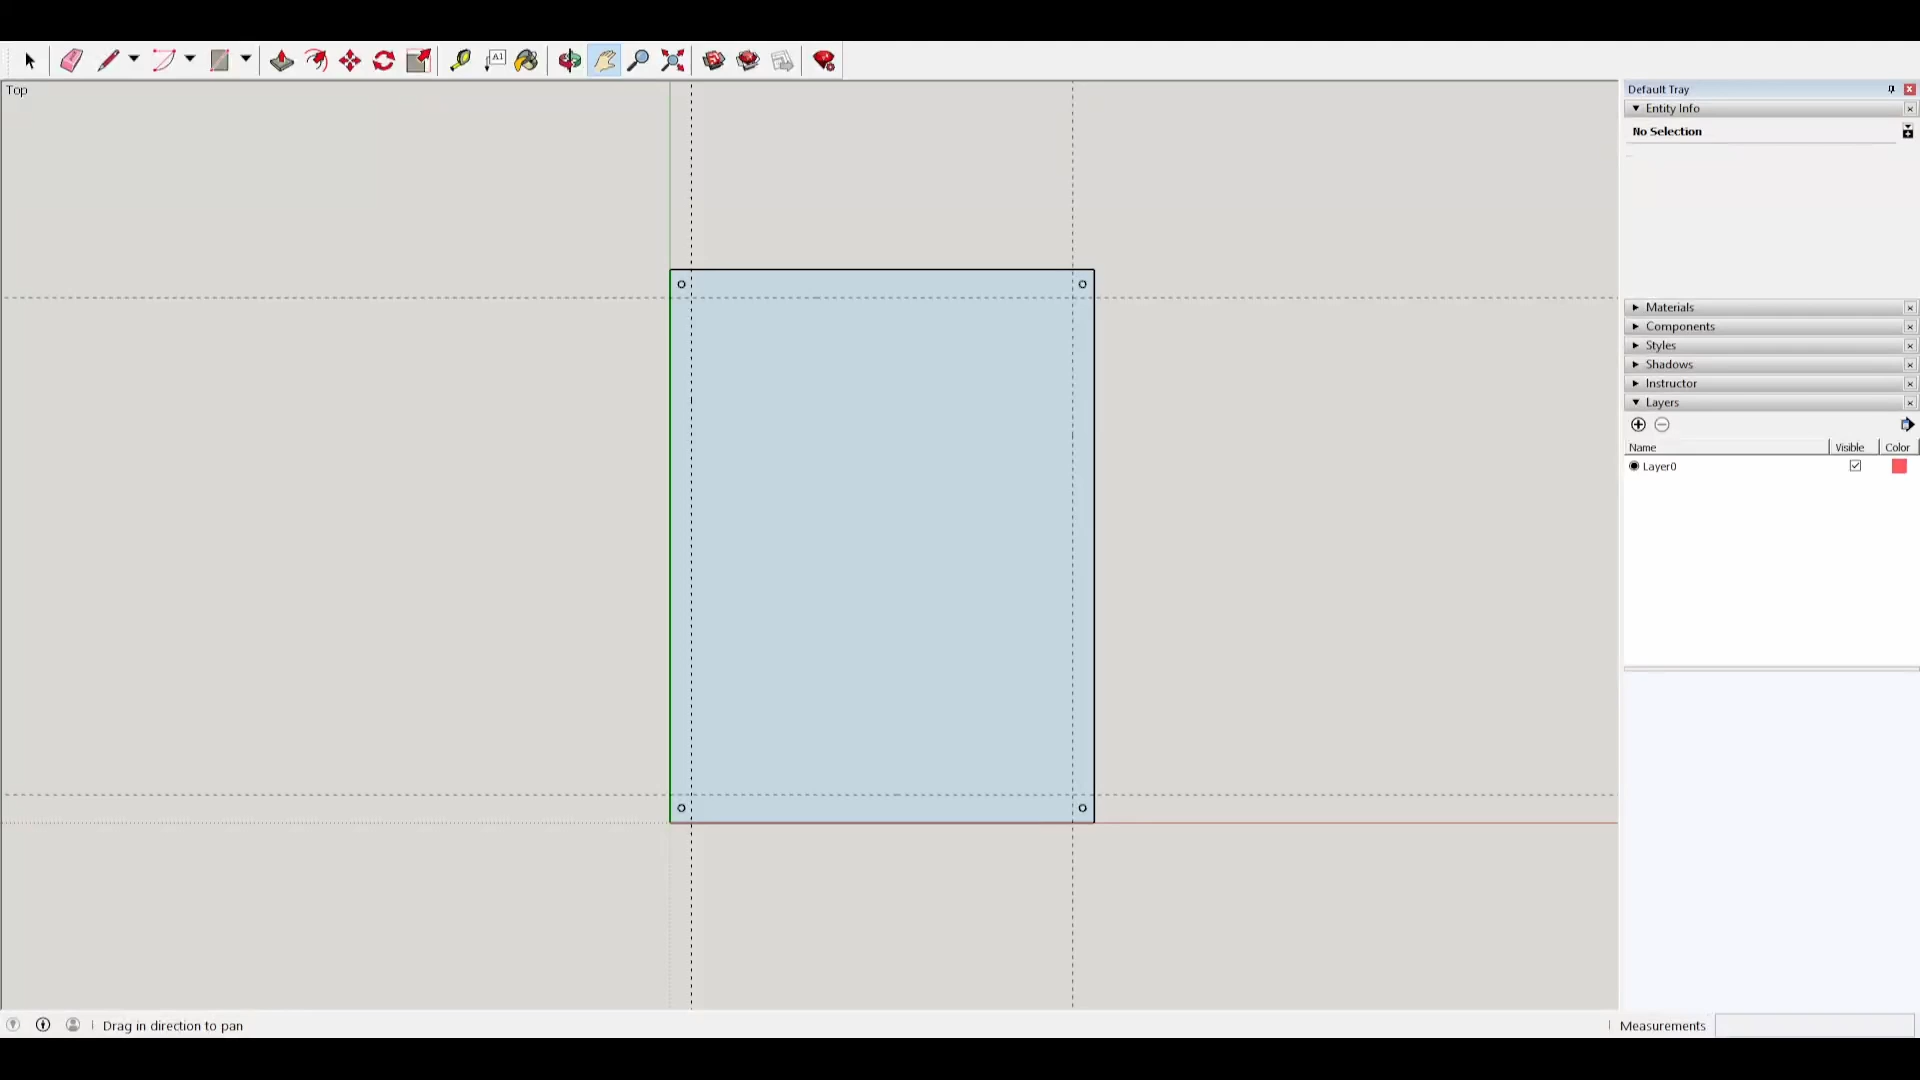 A1
Top
Default Tray
Entity Info
No Selection
Materials
Components
Styles
Shadows
Instructor
Layers
Name Visible Color
Layer0
Drag in direction to pan
Measurements